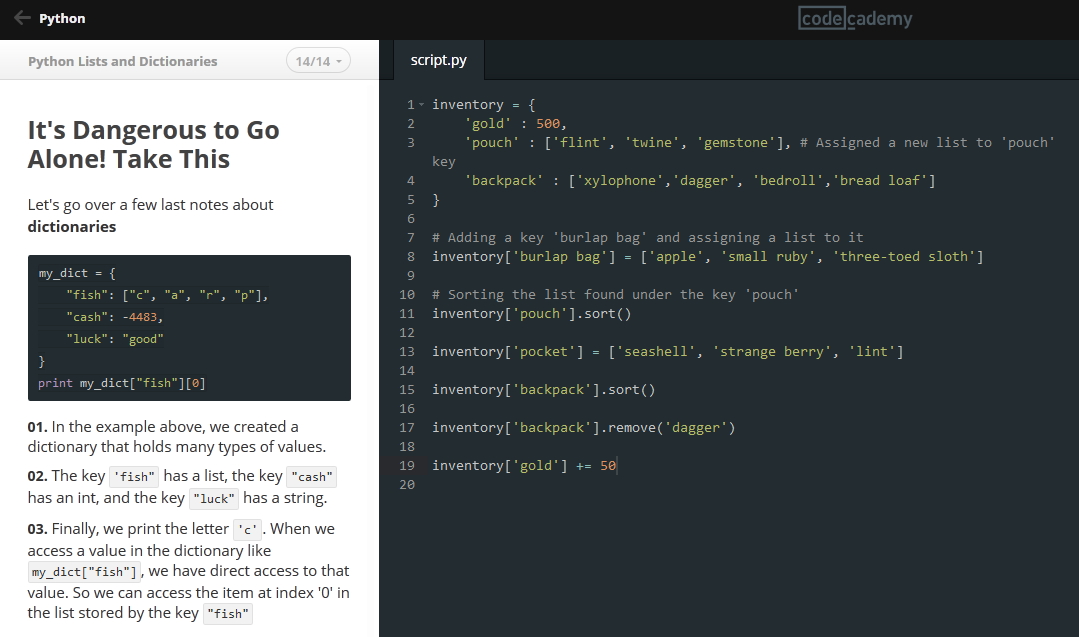 Python
codecademy
Python Lists and Dictionaries
14/14
script.py
It's Dangerous to Go
Alone! Take This
Let's go over a few last notes about
dictionaries
my_dict = {
"fish": ["c", "a", "r", "p"],
"cash": -4483,
"luck": "good"
}
print my_dict["fish"][0]
01. In the example above, we created a
dictionary that holds many types of values.
02. The key 'fish" has a list, the key "cash"
has an int, and the key "luck" has a string.
03. Finally, we print the letter 'c'. When we
access a value in the dictionary like
my_dict["fish"], we have direct access to that
value. So we can access the item at index '0' in
the list stored by the key "fish"
1 inventory = {
2 'gold' : 500,
3 'pouch' : ['flint', 'twine', 'gemstone'], # Assigned a new list to 'pouch'
key
4 'backpack' : ['xylophone','dagger', 'bedroll','bread loaf']
5 }
6
7 # Adding a key 'burlap bag' and assigning a list to it
8 inventory['burlap bag'] = ['apple', 'small ruby', 'three-toed sloth']
9
10 # Sorting the list found under the key 'pouch'
11 inventory['pouch'].sort()
12
13 inventory['pocket'] = ['seashell', 'strange berry', 'lint']
14
15 inventory['backpack'].sort()
16
17 inventory['backpack'].remove('dagger')
18
19 inventory['gold'] += 50
20